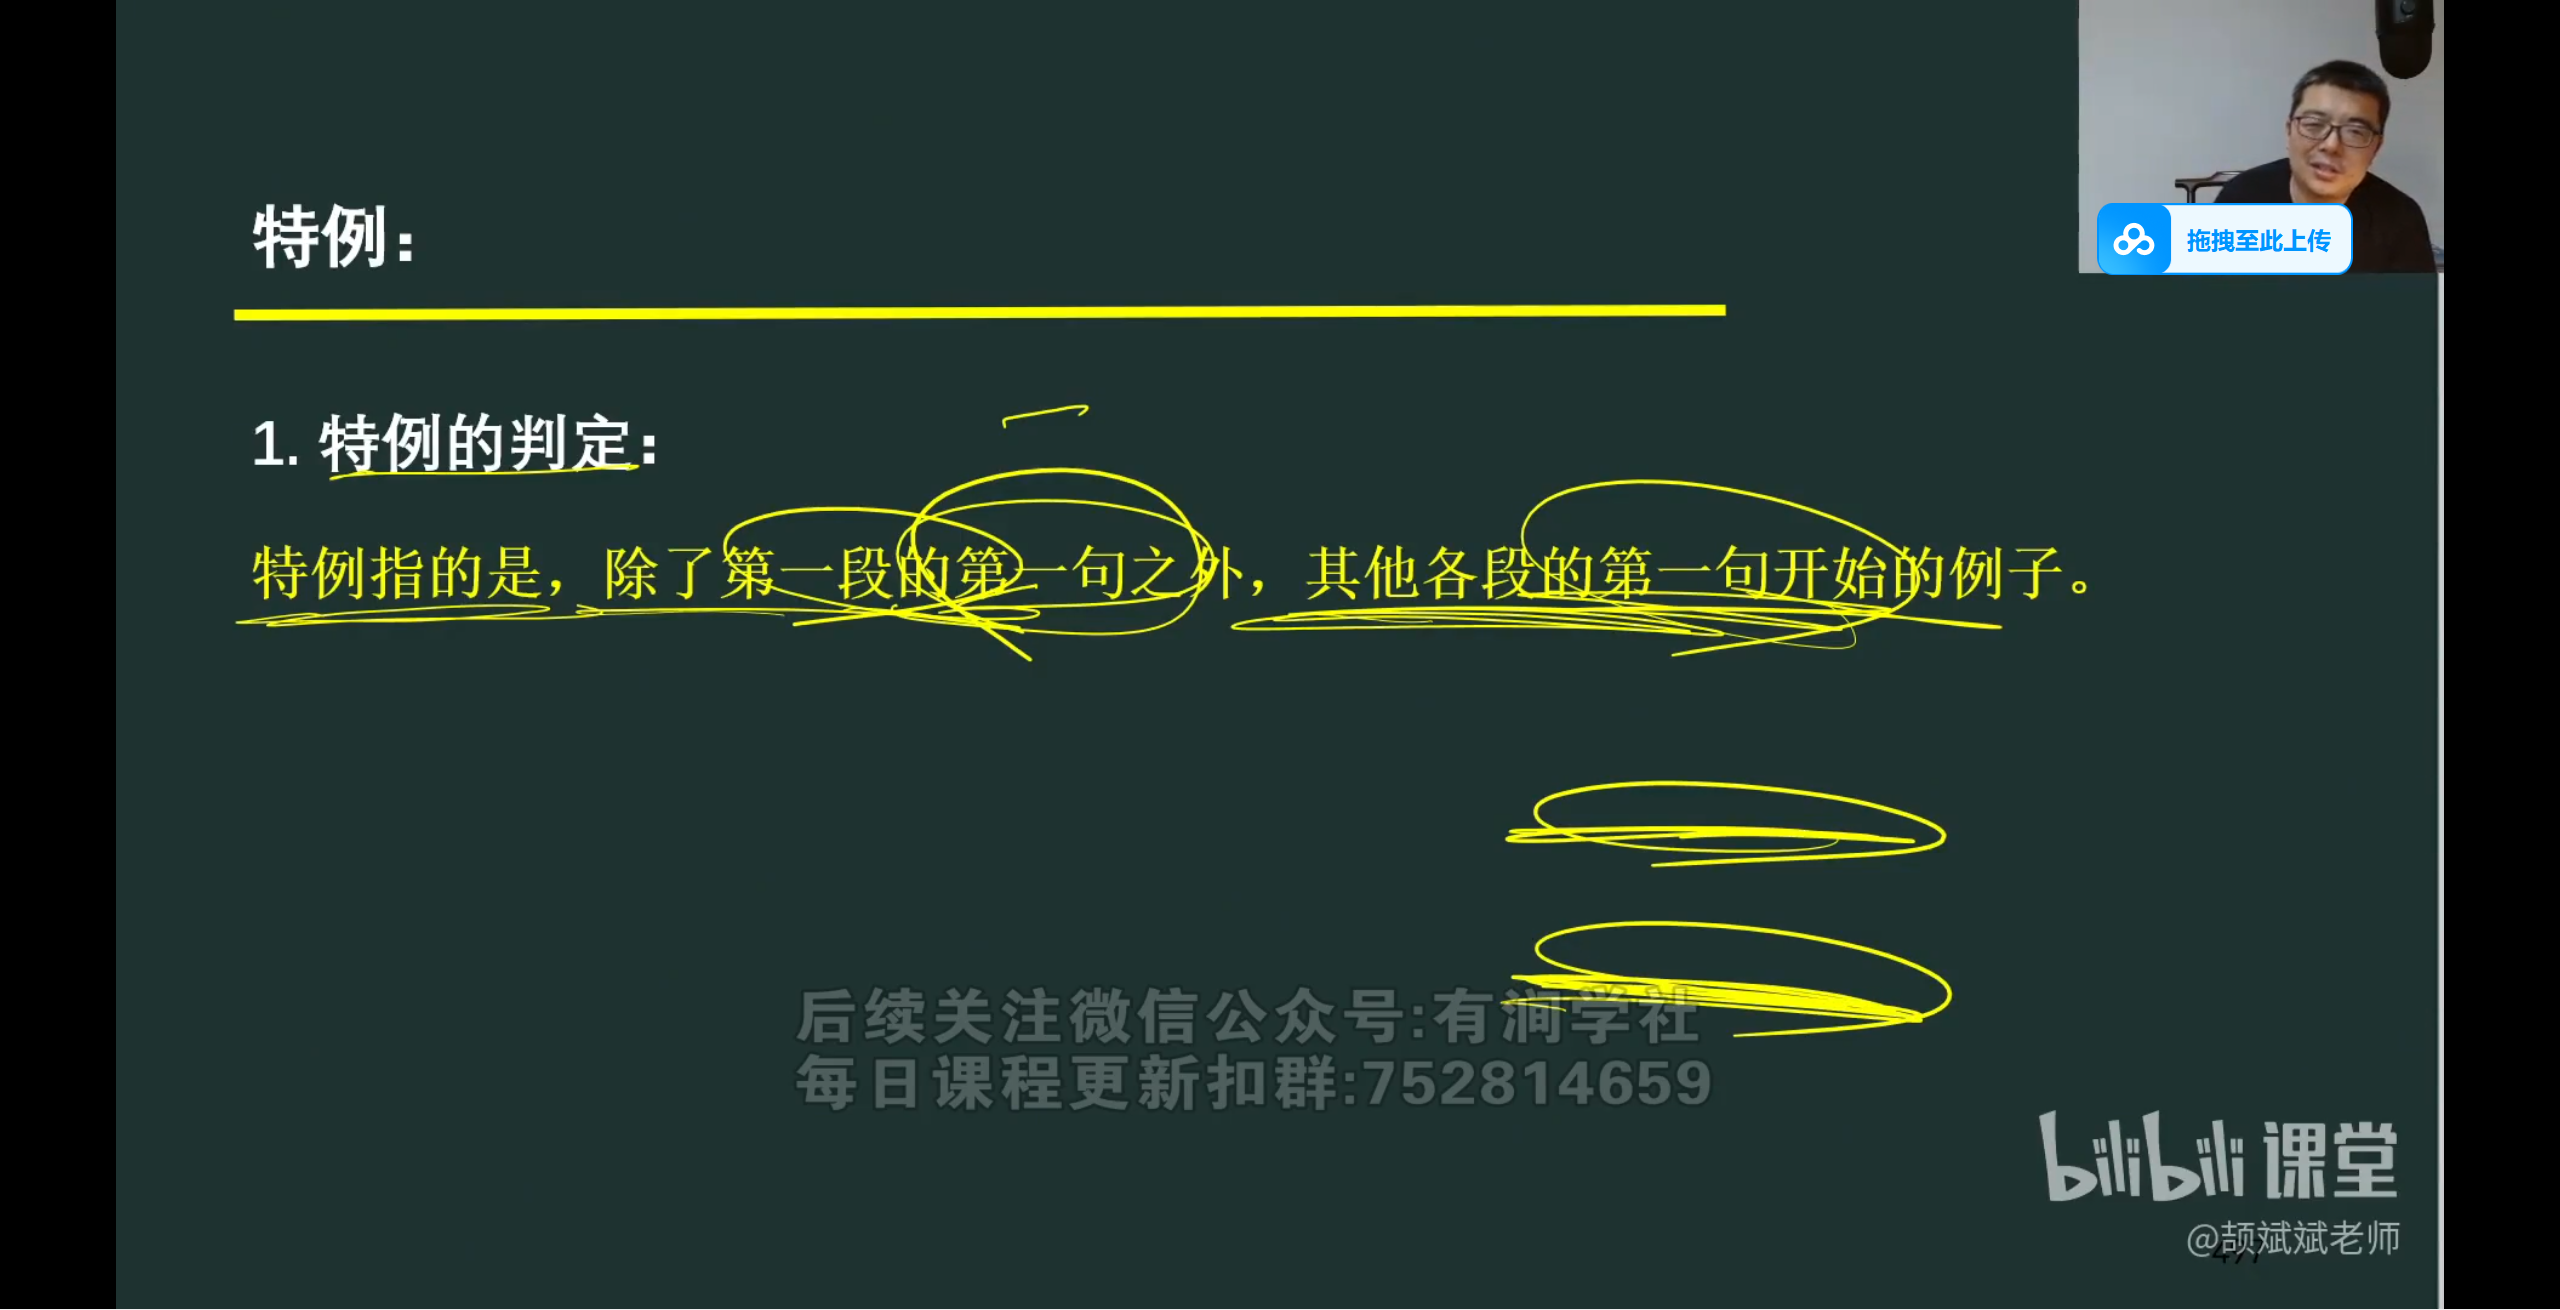 拖拽至此上传
特例:
1. 特例的判定:
特例指的是，除了第一段的第一句之外，其他各段的第一句开始的例子。
后续关注微信公众号:有涧学社
每日课程更新扣群:752814659
bilibili 课堂
@颉斌斌老师
497